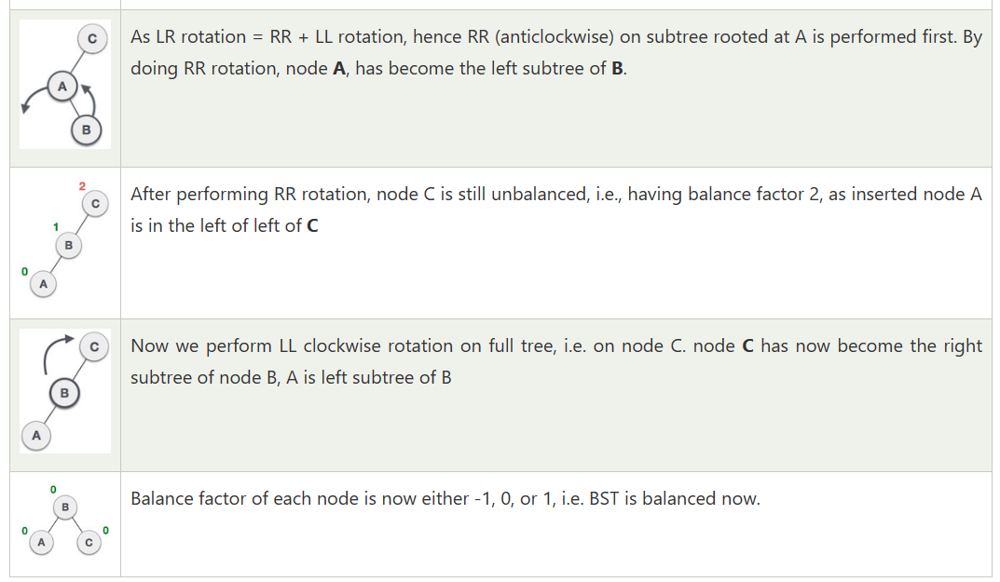 C
A
B
As LR rotation = RR + LL rotation, hence RR (anticlockwise) on subtree rooted at A is performed first. By
doing RR rotation, node A, has become the left subtree of B.
2
C
1
B
0
A
After performing RR rotation, node C is still unbalanced, i.e., having balance factor 2, as inserted node A
is in the left of left of C
C
B
A
Now we perform LL clockwise rotation on full tree, i.e. on node C. node C has now become the right
subtree of node B, A is left subtree of B
0
B
0
A
C
0
Balance factor of each node is now either -1, 0, or 1, i.e. BST is balanced now.